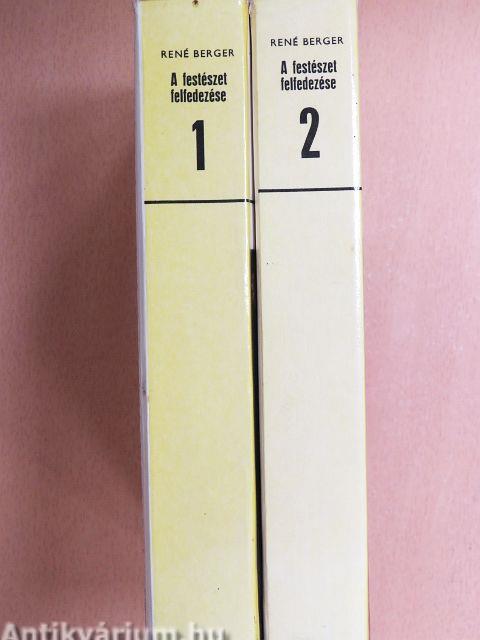 RENÉ BERGER
A festészet
felfedezése
1
RENÉ BERGER
A festészet
felfedezése
2
Antikvárium.hu